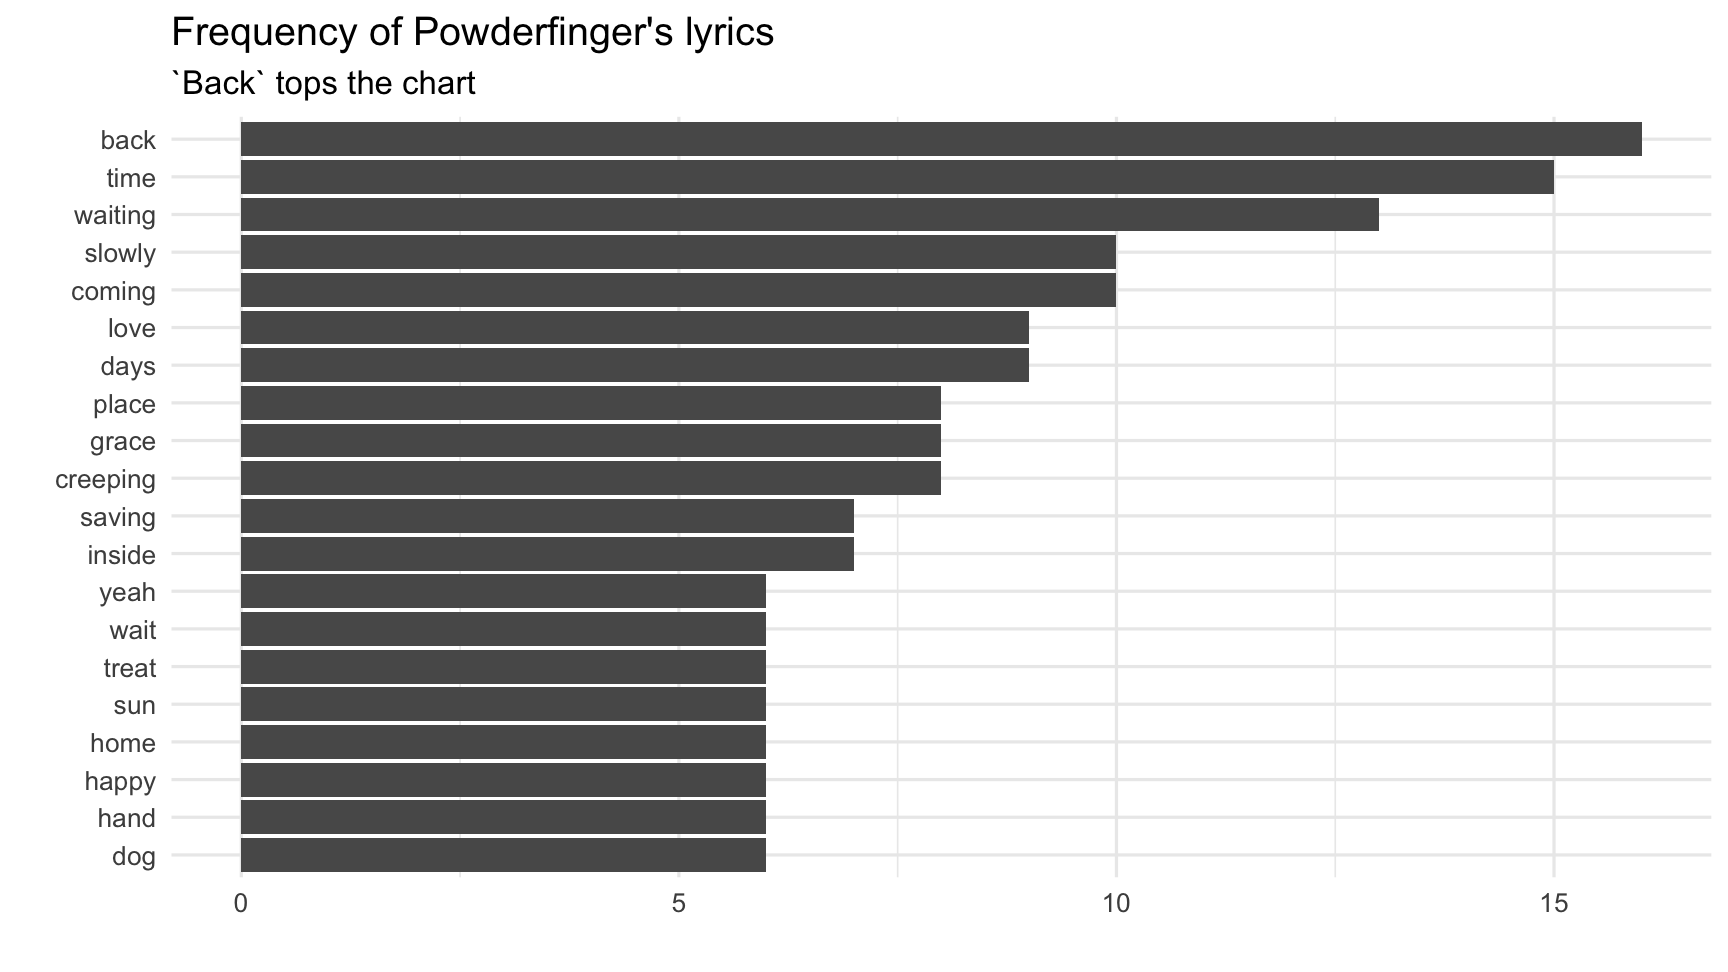 Frequency of Powderfinger's lyrics
`Back` tops the chart
back
time
waiting
slowly
coming
love
days
place
grace
creeping
saving
inside
yeah
wait
treat
sun
home
happy
hand
dog
0 5 10 15